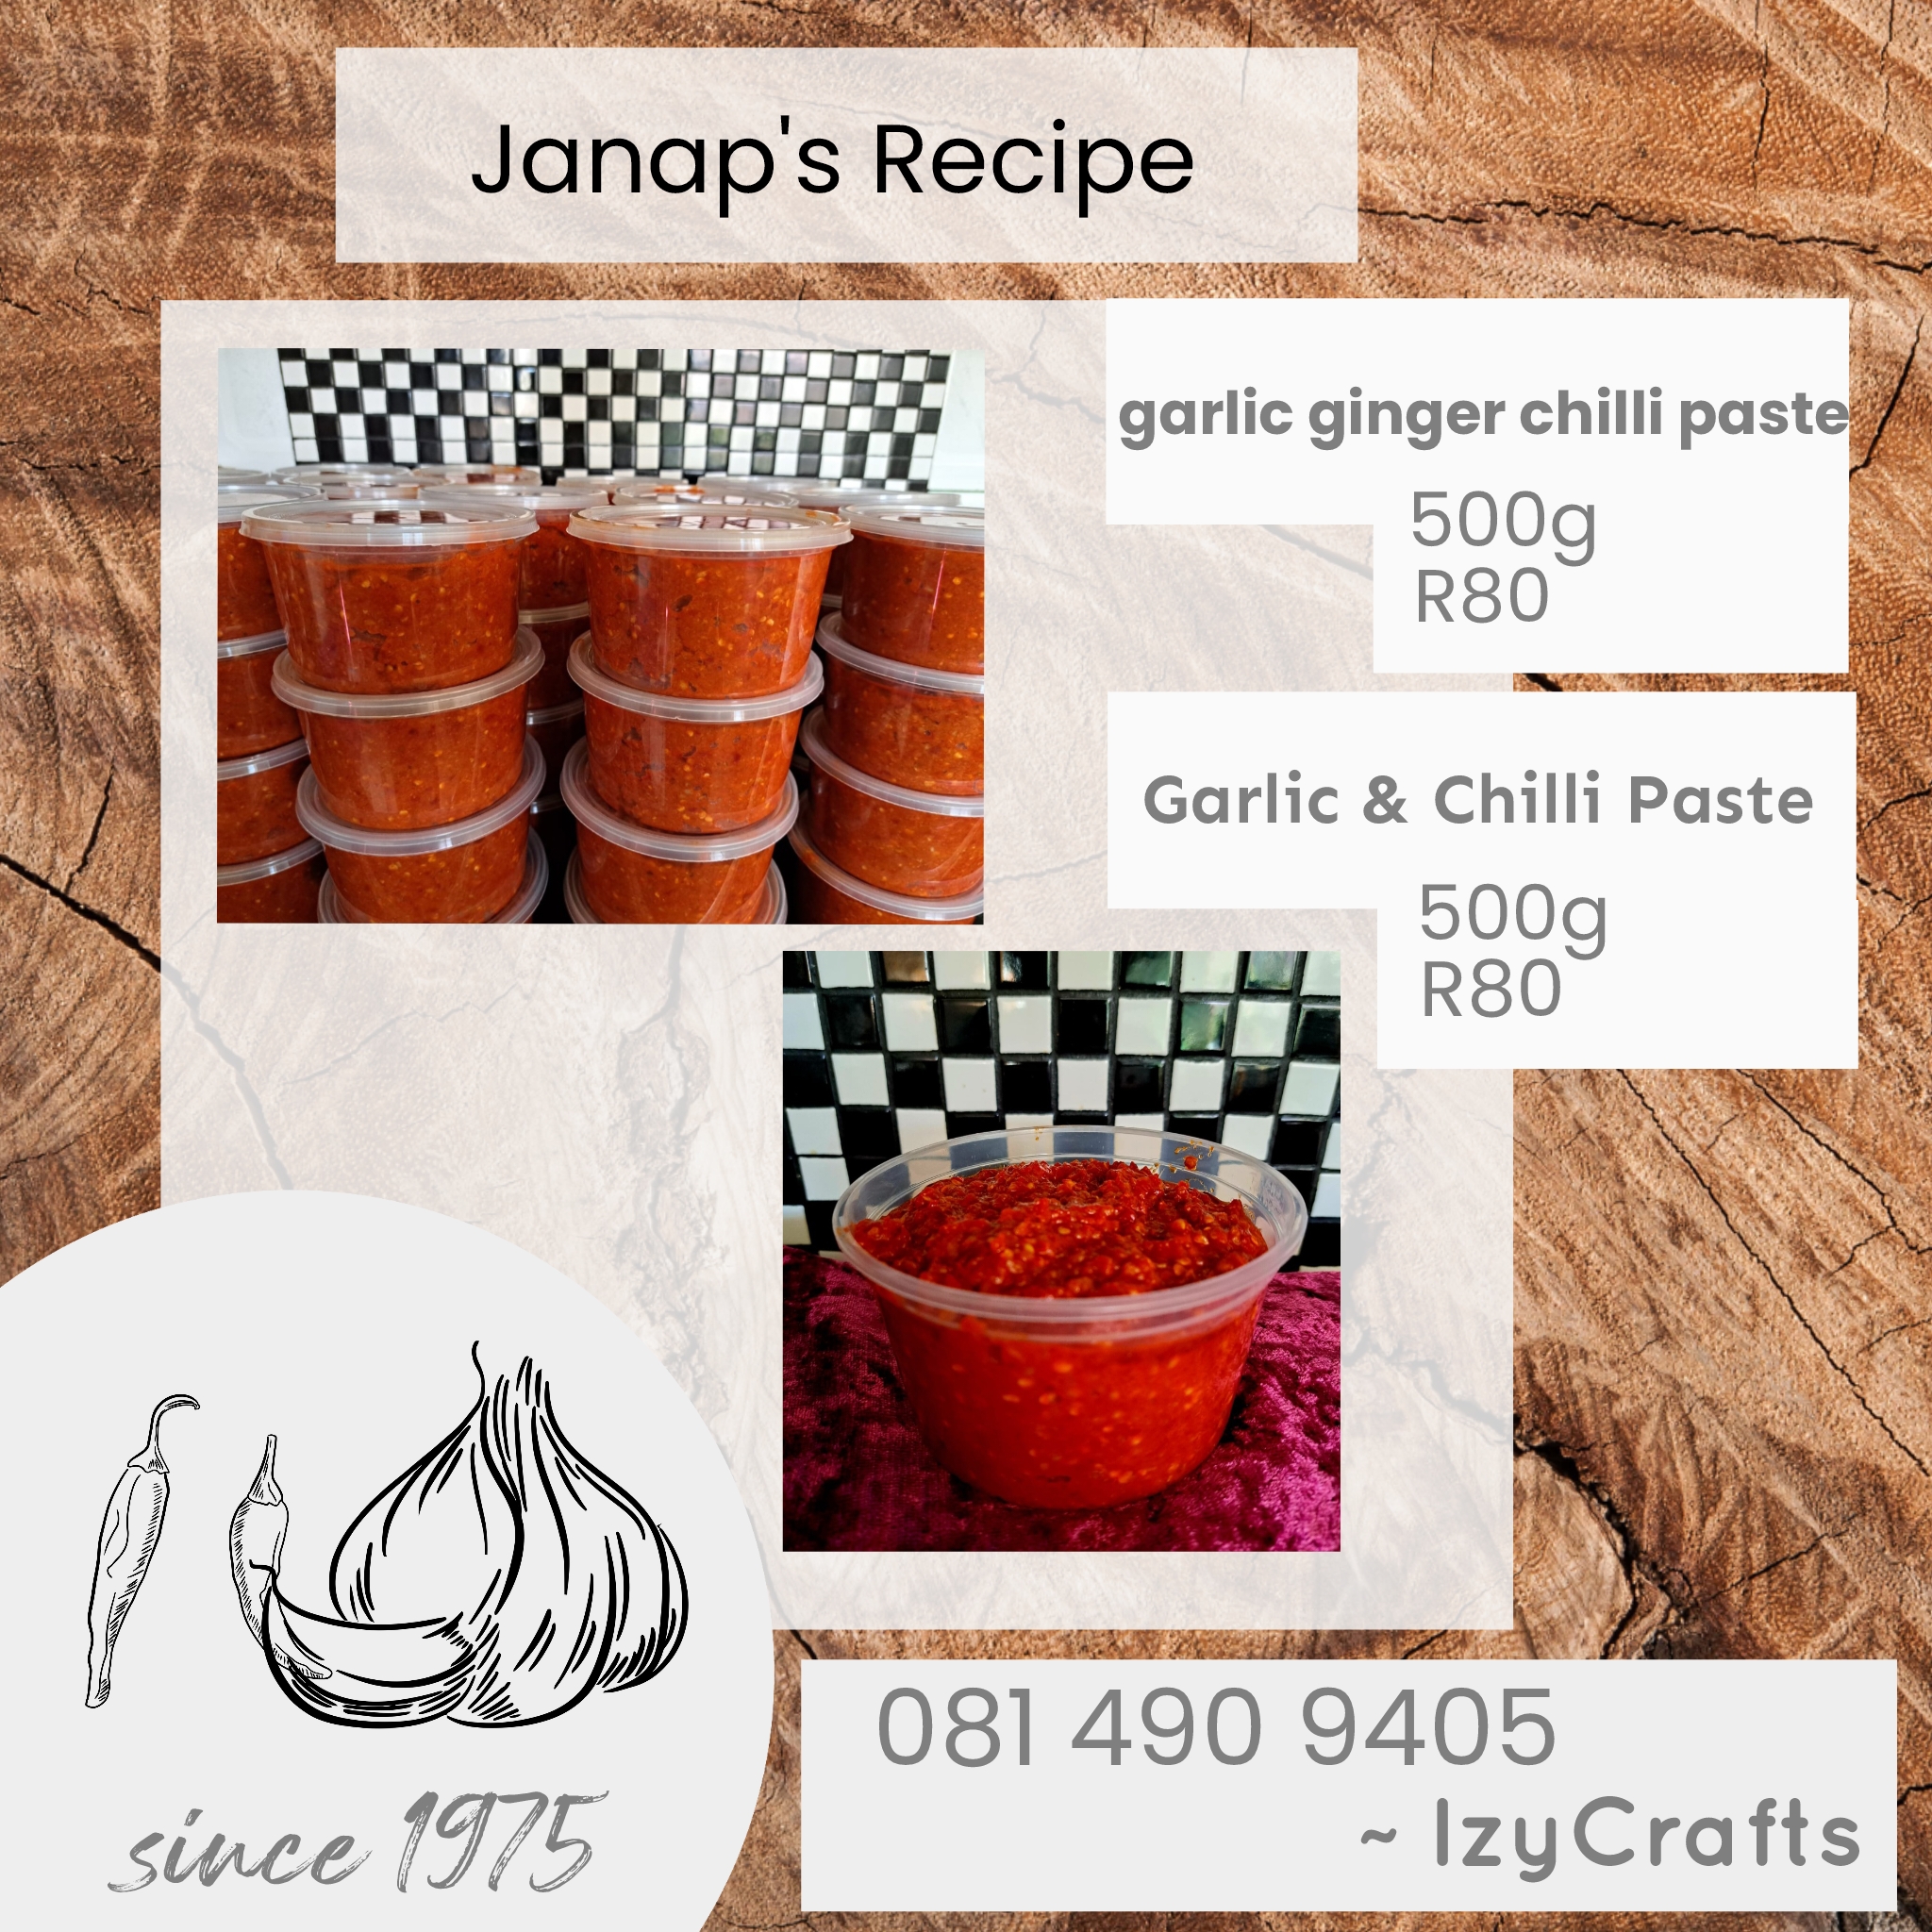 Janap's Recipe
garlic ginger chilli paste
500g
R80
Garlic & Chilli Paste
500g
R80
since 1975
081 490 9405
~ IzyCrafts